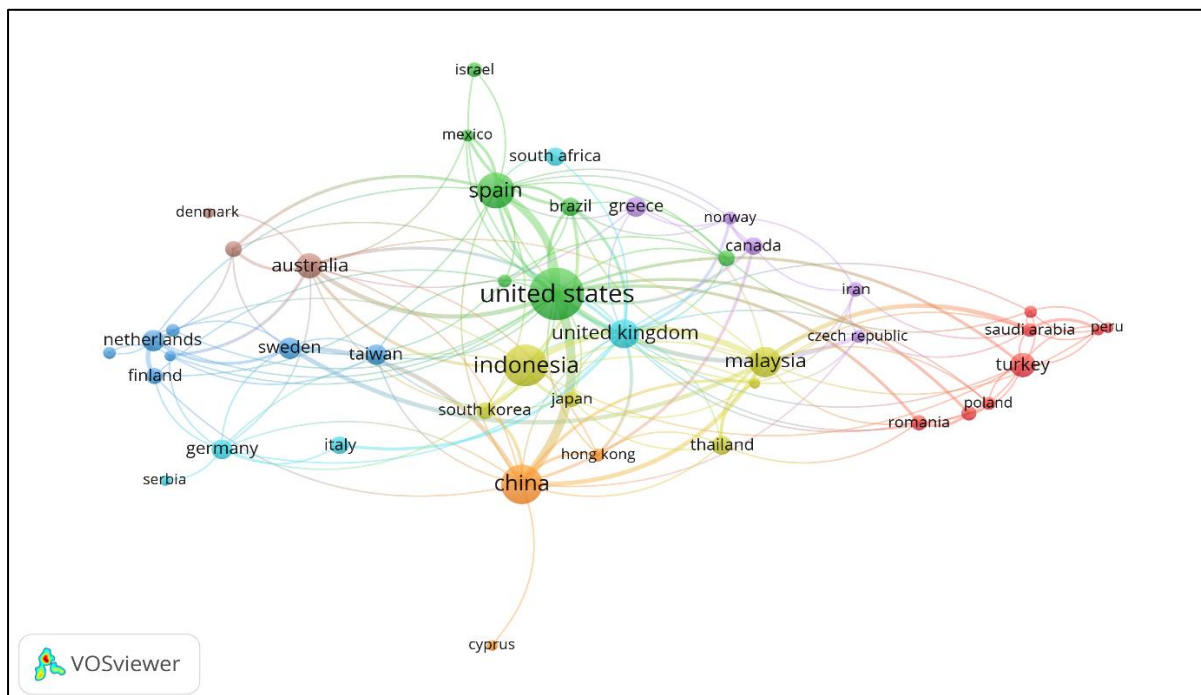 israel
mexico
south africa
spain
brazil
greece
denmark
norway
canada
australia
iran
united states
united kingdom
czech republic
saudi arabia
peru
netherlands
sweden
taiwan
finland
indonesia
malaysia
turkey
japan
south korea
poland
romania
germany
italy
thailand
hong kong
serbia
china
cyprus
VOSviewer